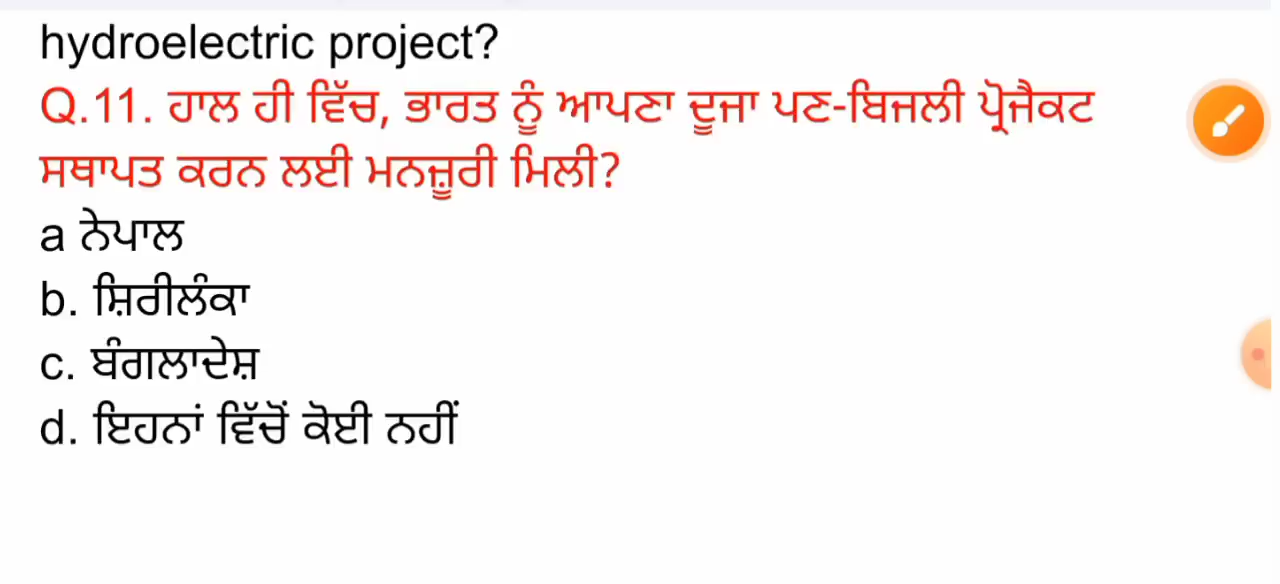 hydroelectric project?
Q.11. ਹਾਲ ਹੀ ਵਿੱਚ, ਭਾਰਤ ਨੂੰ ਆਪਣਾ ਦੂਜਾ ਪਣ-ਬਿਜਲੀ ਪ੍ਰੋਜੈਕਟ
ਸਥਾਪਤ ਕਰਨ ਲਈ ਮਨਜ਼ੂਰੀ ਮਿਲੀ?
a ਨੇਪਾਲ
b. ਸ਼ਿਰੀਲੰਕਾ
c. ਬੰਗਲਾਦੇਸ਼
d. ਇਹਨਾਂ ਵਿੱਚੋਂ ਕੋਈ ਨਹੀਂ